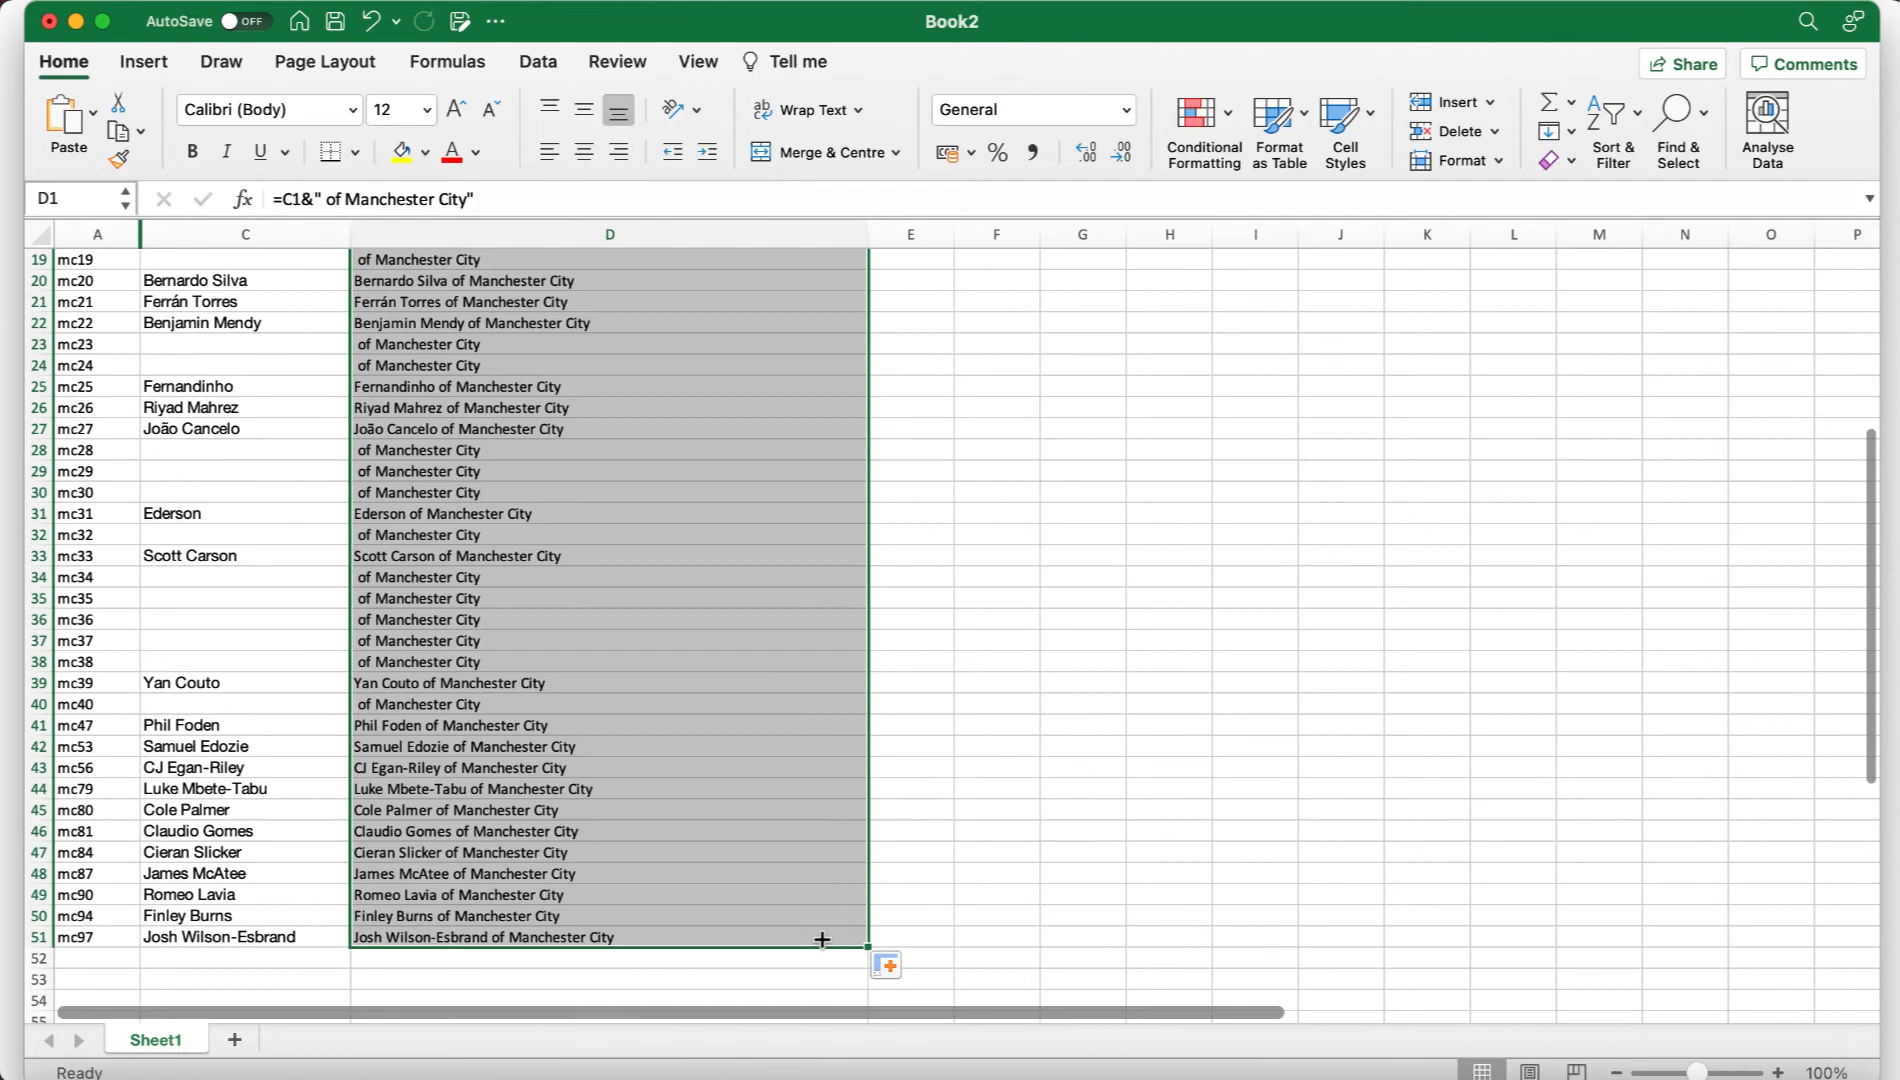 AutoSave OFF Book2
Home Insert Draw Page Layout Formulas Data Review View Tell me Share Comments
Paste
Calibri (Body) 12 A A
B I U A
ab Wrap Text
Merge & Centre
General
% 9
Conditional Formatting
Format as Table
Cell Styles
Insert
Delete
Format
Sort & Filter
Find & Select
Analyse Data
D1 fx =C1&" of Manchester City"
A C D E F G H I J K L M N O P
19 mc19 of Manchester City
20 mc20 Bernardo Silva Bernardo Silva of Manchester City
21 mc21 Ferrán Torres Ferrán Torres of Manchester City
22 mc22 Benjamin Mendy Benjamin Mendy of Manchester City
23 mc23 of Manchester City
24 mc24 of Manchester City
25 mc25 Fernandinho Fernandinho of Manchester City
26 mc26 Riyad Mahrez Riyad Mahrez of Manchester City
27 mc27 João Cancelo João Cancelo of Manchester City
28 mc28 of Manchester City
29 mc29 of Manchester City
30 mc30 of Manchester City
31 mc31 Ederson Ederson of Manchester City
32 mc32 of Manchester City
33 mc33 Scott Carson Scott Carson of Manchester City
34 mc34 of Manchester City
35 mc35 of Manchester City
36 mc36 of Manchester City
37 mc37 of Manchester City
38 mc38 of Manchester City
39 mc39 Yan Couto Yan Couto of Manchester City
40 mc40 of Manchester City
41 mc47 Phil Foden Phil Foden of Manchester City
42 mc53 Samuel Edozie Samuel Edozie of Manchester City
43 mc56 CJ Egan-Riley CJ Egan-Riley of Manchester City
44 mc79 Luke Mbete-Tabu Luke Mbete-Tabu of Manchester City
45 mc80 Cole Palmer Cole Palmer of Manchester City
46 mc81 Claudio Gomes Claudio Gomes of Manchester City
47 mc84 Cieran Slicker Cieran Slicker of Manchester City
48 mc87 James McAtee James McAtee of Manchester City
49 mc90 Romeo Lavia Romeo Lavia of Manchester City
50 mc94 Finley Burns Finley Burns of Manchester City
51 mc97 Josh Wilson-Esbrand Josh Wilson-Esbrand of Manchester City
52
53
54
55
Sheet1 +
Ready 100%